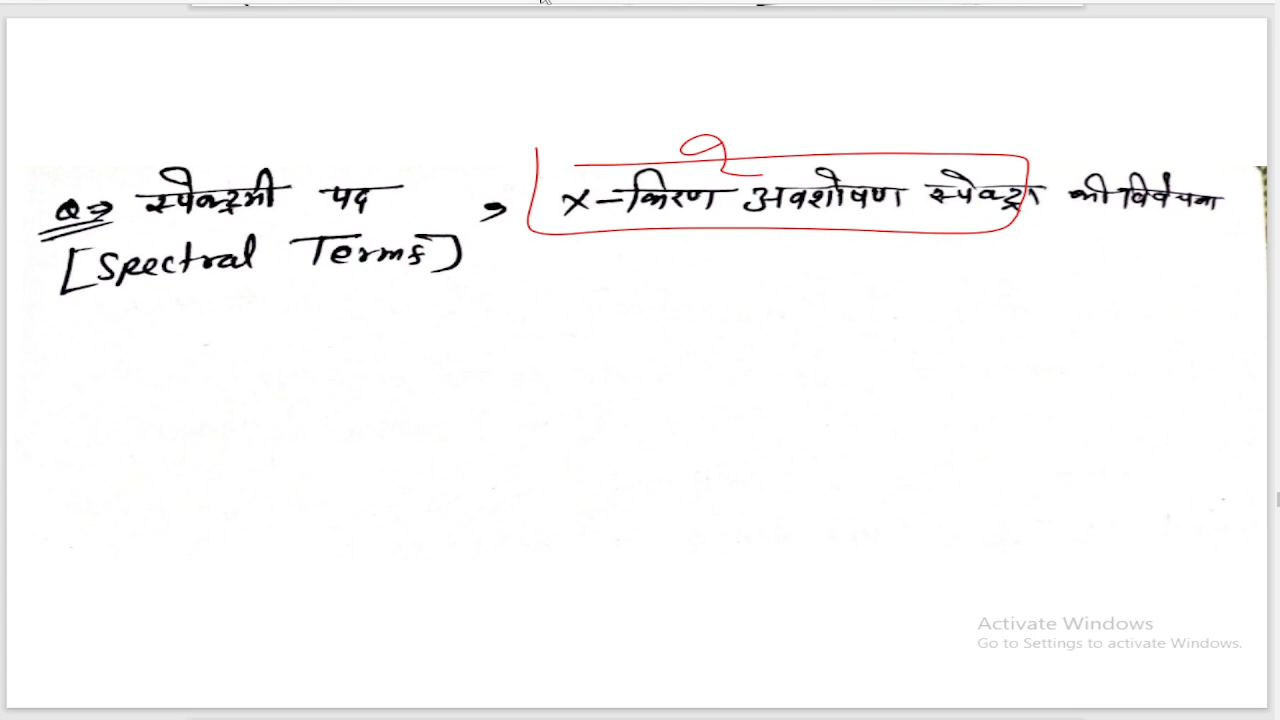 Q⇒ स्पेक्ट्रमी पद , X-किरण अवशोषण स्पेक्ट्रा की विवेचना
[Spectral Terms]
Activate Windows
Go to Settings to activate Windows.